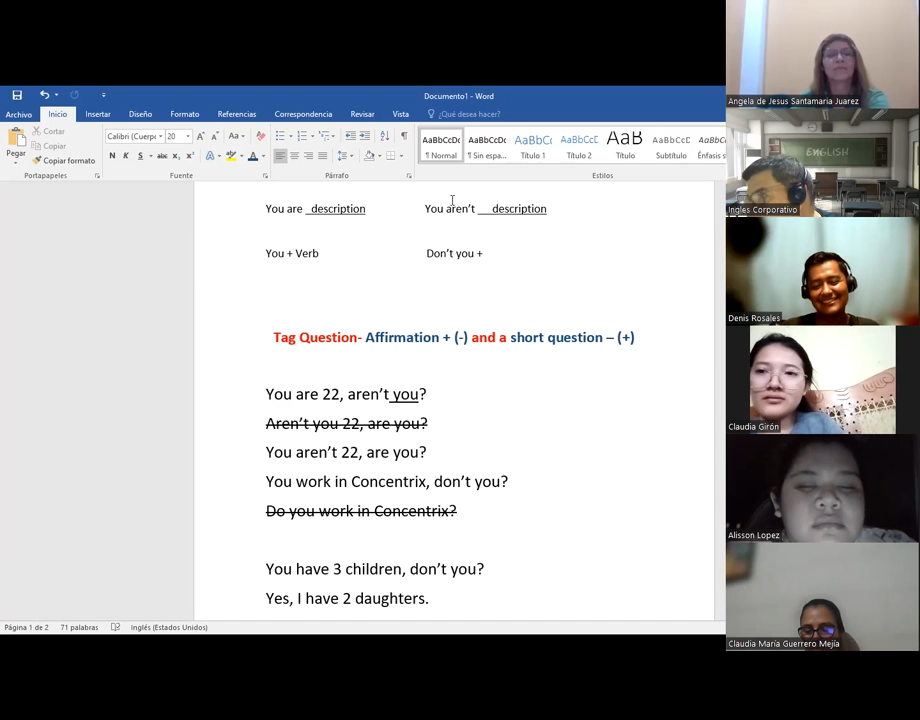 Documento1 - Word
Archivo Inicio Insertar Diseño Formato Referencias Correspondencia Revisar Vista ¿Qué desea hacer?
Pegar
Cortar
Copiar
Copiar formato
Calibri (Cuerpo 20
N K S abc x₂ x²
AaBbCcDc AaBbCcDc AaBbCc AaBbCcC AaB AaBbCcC AaBbCcD
¶ Normal ¶ Sin espa... Título 1 Título 2 Título Subtítulo Énfasis s
Portapapeles Fuente Párrafo Estilos
You are description You aren't description
You + Verb Don't you +
Tag Question- Affirmation + (-) and a short question – (+)
You are 22, aren't you?
Aren't you 22, are you?
You aren't 22, are you?
You work in Concentrix, don't you?
Do you work in Concentrix?
You have 3 children, don't you?
Yes, I have 2 daughters.
Página 1 de 2 71 palabras Inglés (Estados Unidos)
Angela de Jesus Santamaria Juarez
ENGLISH
Ingles Corporativo
Denis Rosales
Claudia Girón
Alisson Lopez
Claudia María Guerrero Mejía